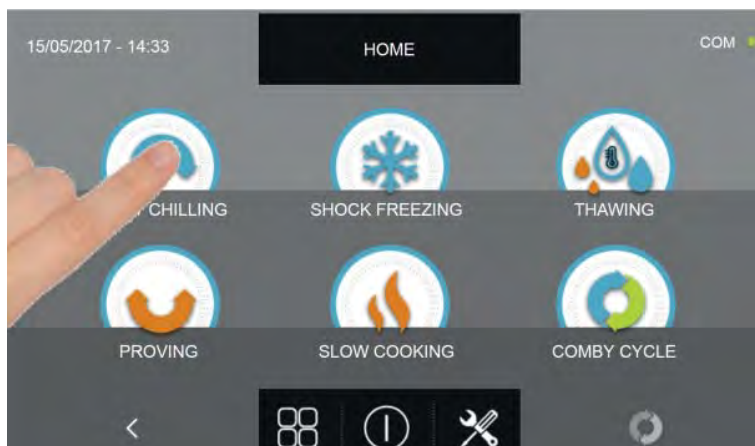 15/05/2017 - 14:33 HOME COM
CHILLING SHOCK FREEZING THAWING
PROVING SLOW COOKING COMBY CYCLE